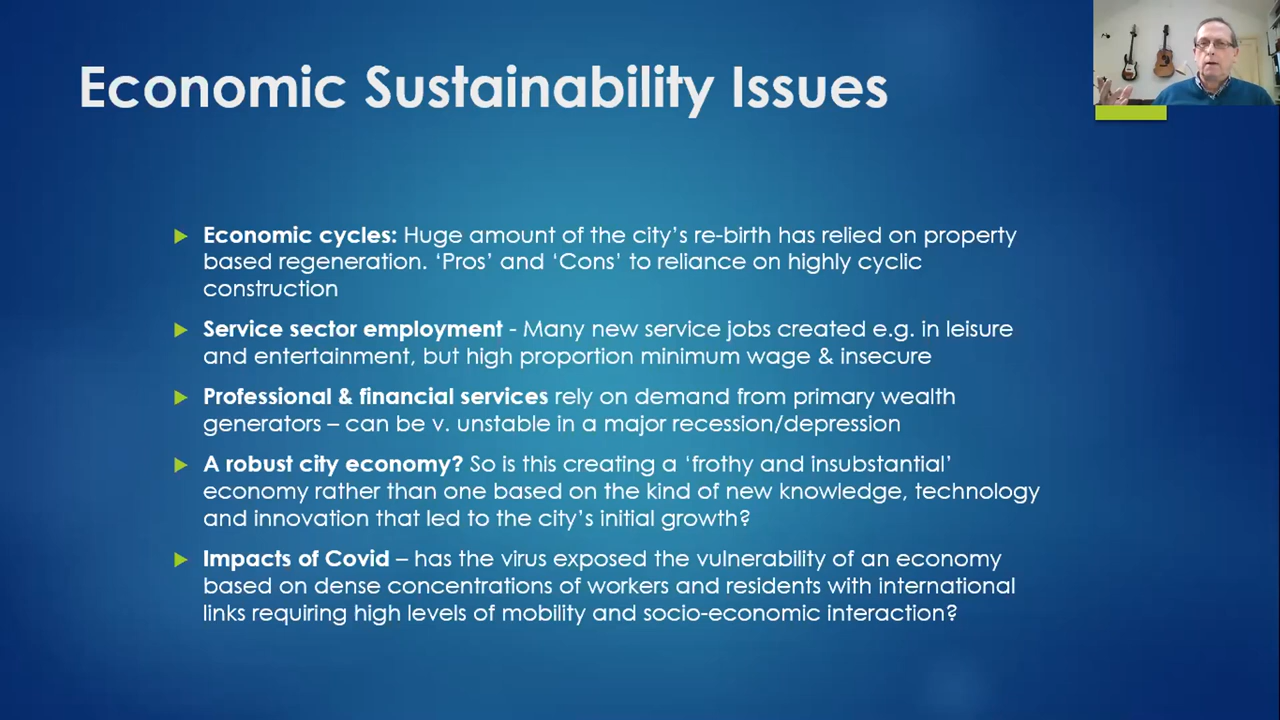 Economic Sustainability Issues
Economic cycles: Huge amount of the city’s re-birth has relied on property
based regeneration. ‘Pros’ and ‘Cons’ to reliance on highly cyclic
construction
Service sector employment - Many new service jobs created e.g. in leisure
and entertainment, but high proportion minimum wage & insecure
Professional & financial services rely on demand from primary wealth
generators – can be v. unstable in a major recession/depression
A robust city economy? So is this creating a ‘frothy and insubstantial’
economy rather than one based on the kind of new knowledge, technology
and innovation that led to the city’s initial growth?
Impacts of Covid – has the virus exposed the vulnerability of an economy
based on dense concentrations of workers and residents with international
links requiring high levels of mobility and socio-economic interaction?